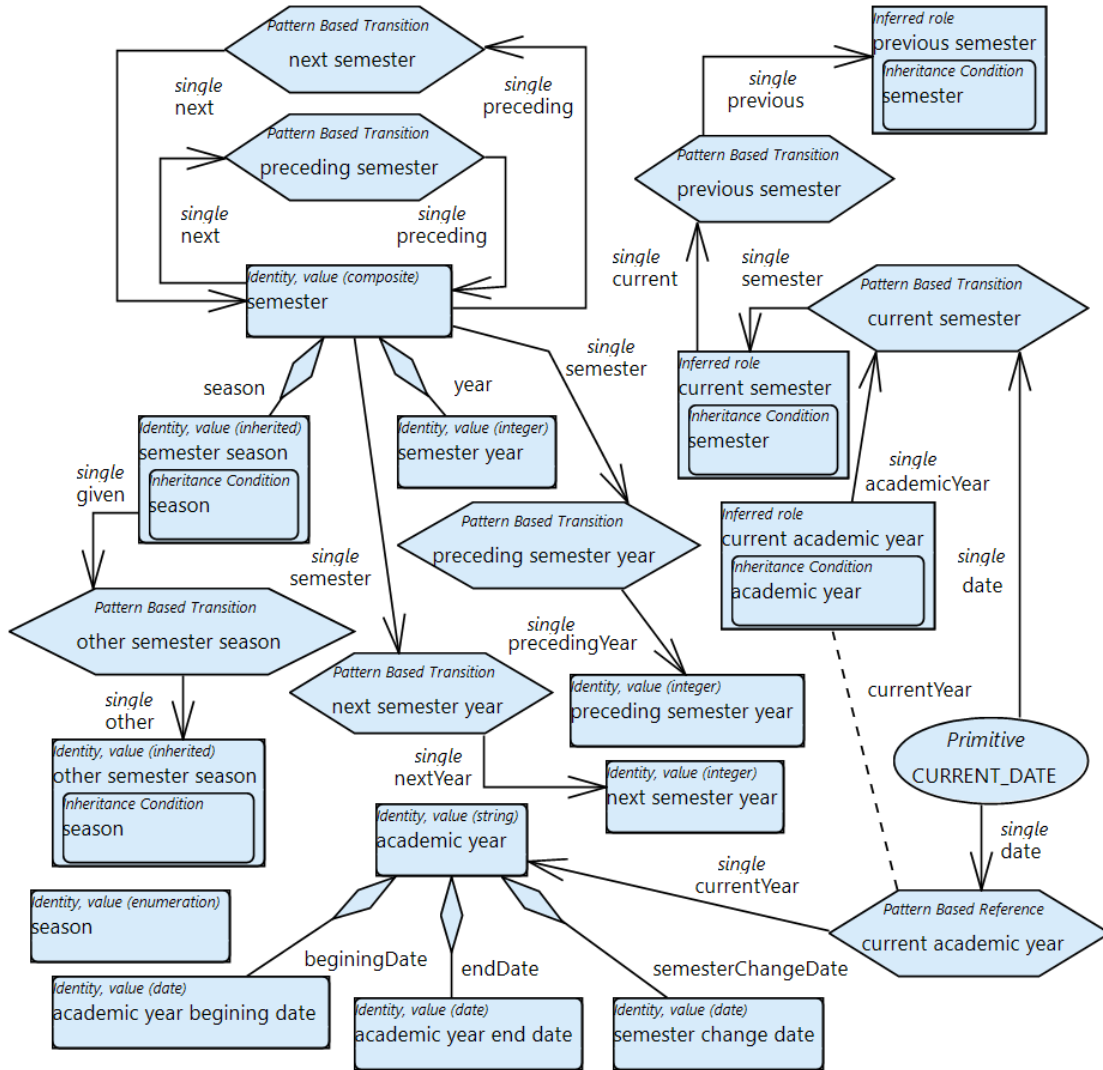 Pattern Based Transition
next semester
single
next
single
preceding
Pattern Based Transition
preceding semester
single
next
single
preceding
Identity, value (composite)
semester
Inferred role
previous semester
Inheritance Condition
semester
single
previous
Pattern Based Transition
previous semester
single
current
single
semester
Pattern Based Transition
current semester
Inferred role
current semester
Inheritance Condition
semester
season
year
single
semester
Identity, value (inherited)
semester season
Inheritance Condition
season
Identity, value (integer)
semester year
single
given
single
academicYear
Inferred role
current academic year
Inheritance Condition
academic year
single
date
Pattern Based Transition
preceding semester year
single
semester
Pattern Based Transition
other semester season
single
precedingYear
Pattern Based Transition
next semester year
Identity, value (integer)
preceding semester year
currentYear
single
other
Primitive
CURRENT_DATE
Identity, value (inherited)
other semester season
Inheritance Condition
season
single
nextYear
Identity, value (integer)
next semester year
Identity, value (string)
academic year
single
date
single
currentYear
Identity, value (enumeration)
season
Pattern Based Reference
current academic year
beginingDate
endDate
semesterChangeDate
Identity, value (date)
academic year begining date
Identity, value (date)
academic year end date
Identity, value (date)
semester change date